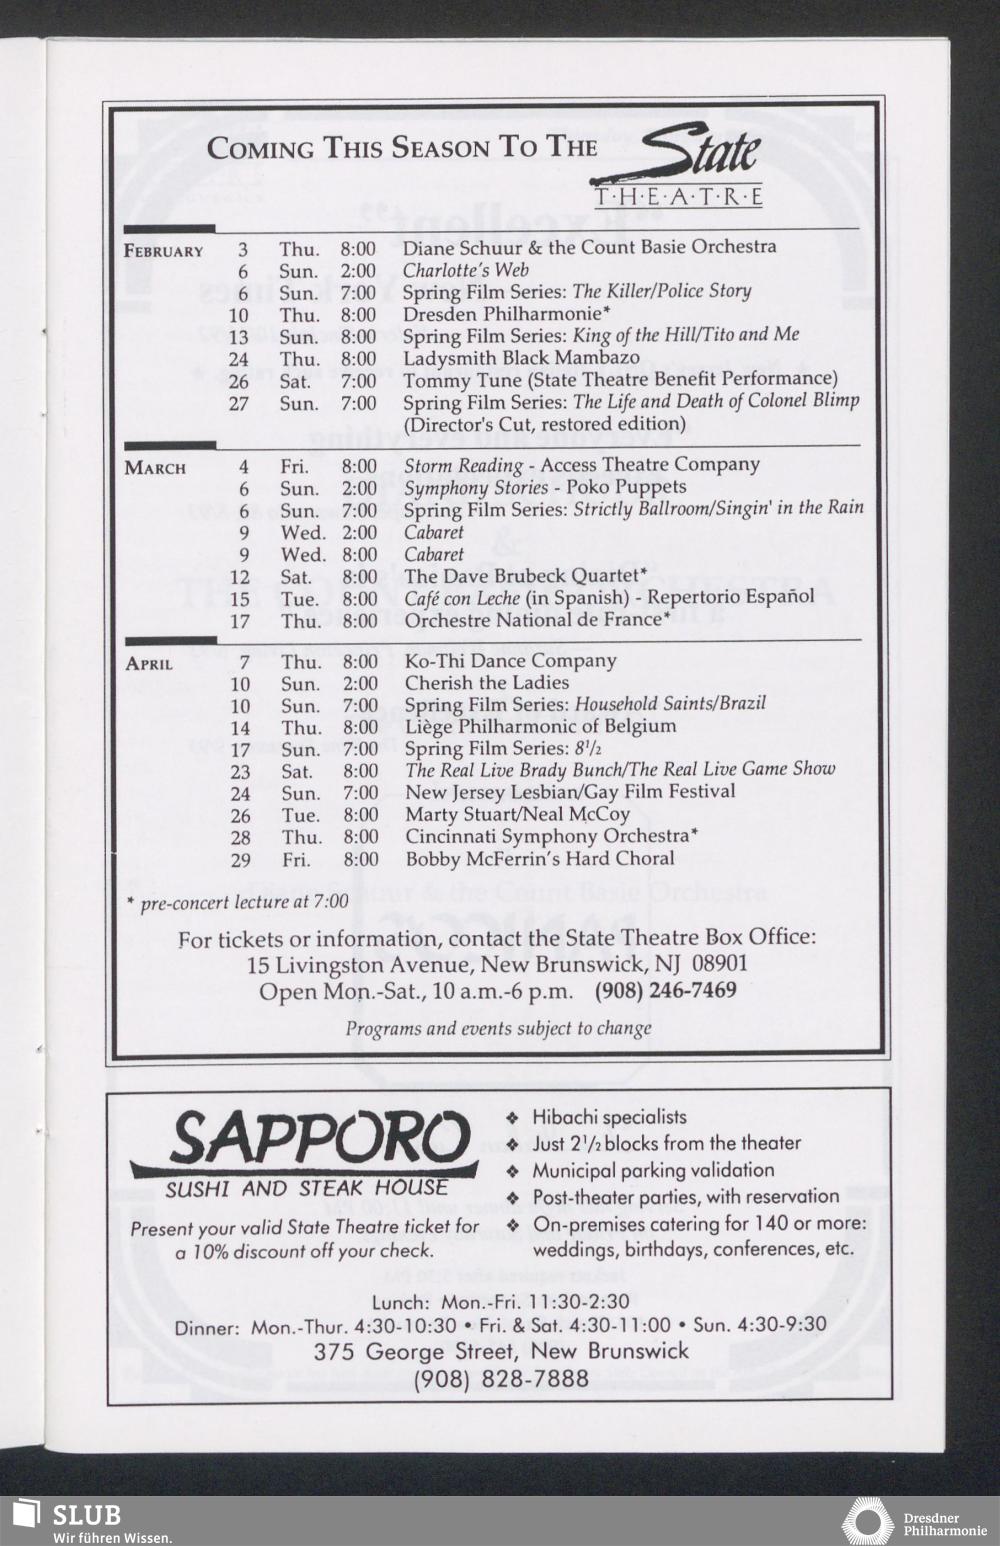 COMING THIS SEASON TO THE State
T·H·E·A·T·R·E
FEBRUARY 3 Thu. 8:00 Diane Schuur & the Count Basie Orchestra
6 Sun. 2:00 Charlotte's Web
6 Sun. 7:00 Spring Film Series: The Killer/Police Story
10 Thu. 8:00 Dresden Philharmonie*
13 Sun. 8:00 Spring Film Series: King of the Hill/Tito and Me
24 Thu. 8:00 Ladysmith Black Mambazo
26 Sat. 7:00 Tommy Tune (State Theatre Benefit Performance)
27 Sun. 7:00 Spring Film Series: The Life and Death of Colonel Blimp
(Director's Cut, restored edition)
MARCH 4 Fri. 8:00 Storm Reading - Access Theatre Company
6 Sun. 2:00 Symphony Stories - Poko Puppets
6 Sun. 7:00 Spring Film Series: Strictly Ballroom/Singin' in the Rain
9 Wed. 2:00 Cabaret
9 Wed. 8:00 Cabaret
12 Sat. 8:00 The Dave Brubeck Quartet*
15 Tue. 8:00 Café con Leche (in Spanish) - Repertorio Español
17 Thu. 8:00 Orchestre National de France*
APRIL 7 Thu. 8:00 Ko-Thi Dance Company
10 Sun. 2:00 Cherish the Ladies
10 Sun. 7:00 Spring Film Series: Household Saints/Brazil
14 Thu. 8:00 Liège Philharmonic of Belgium
17 Sun. 7:00 Spring Film Series: 8½
23 Sat. 8:00 The Real Live Brady Bunch/The Real Live Game Show
24 Sun. 7:00 New Jersey Lesbian/Gay Film Festival
26 Tue. 8:00 Marty Stuart/Neal McCoy
28 Thu. 8:00 Cincinnati Symphony Orchestra*
29 Fri. 8:00 Bobby McFerrin's Hard Choral
* pre-concert lecture at 7:00
For tickets or information, contact the State Theatre Box Office:
15 Livingston Avenue, New Brunswick, NJ 08901
Open Mon.-Sat., 10 a.m.-6 p.m. (908) 246-7469
Programs and events subject to change
SAPPORO
SUSHI AND STEAK HOUSE
Present your valid State Theatre ticket for
a 10% discount off your check.
❖ Hibachi specialists
❖ Just 2½ blocks from the theater
❖ Municipal parking validation
❖ Post-theater parties, with reservation
❖ On-premises catering for 140 or more:
weddings, birthdays, conferences, etc.
Lunch: Mon.-Fri. 11:30-2:30
Dinner: Mon.-Thur. 4:30-10:30 • Fri. & Sat. 4:30-11:00 • Sun. 4:30-9:30
375 George Street, New Brunswick
(908) 828-7888
SLUB
Wir führen Wissen.
Dresdner
Philharmonie